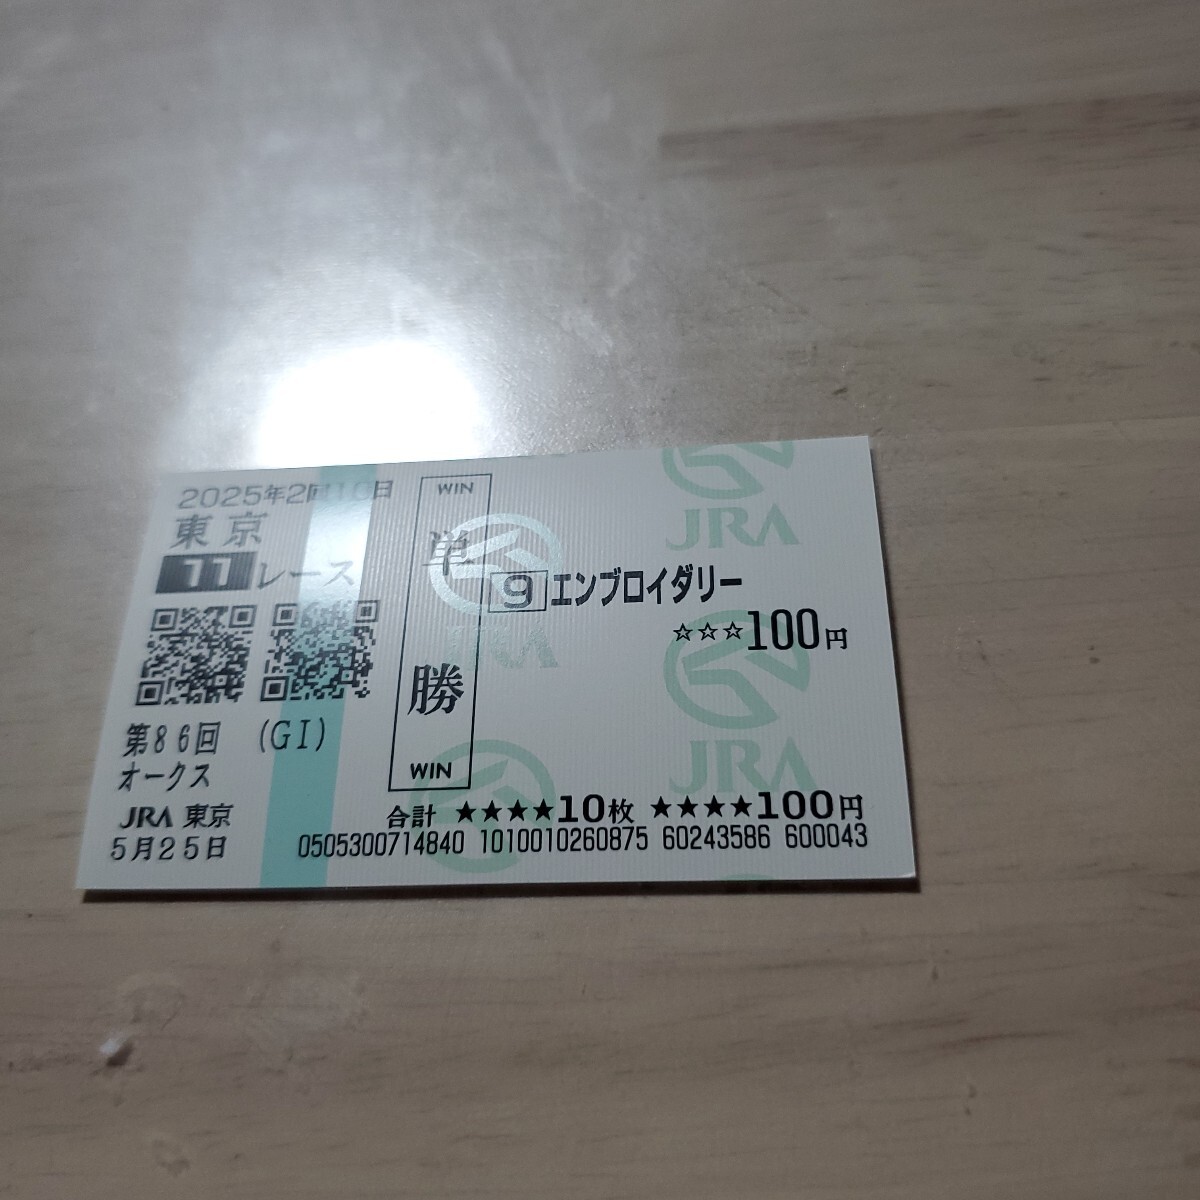 2025年2回10日
東京
11レース
第86回 (GI)
オークス
JRA 東京
5月25日
WIN
単勝
WIN
9 エンブロイダリー
☆☆☆100円
合計 ★★★★10枚 ★★★★100円
0505300714840 1010010260875 60243586 600043
JRA
JRA
JRA